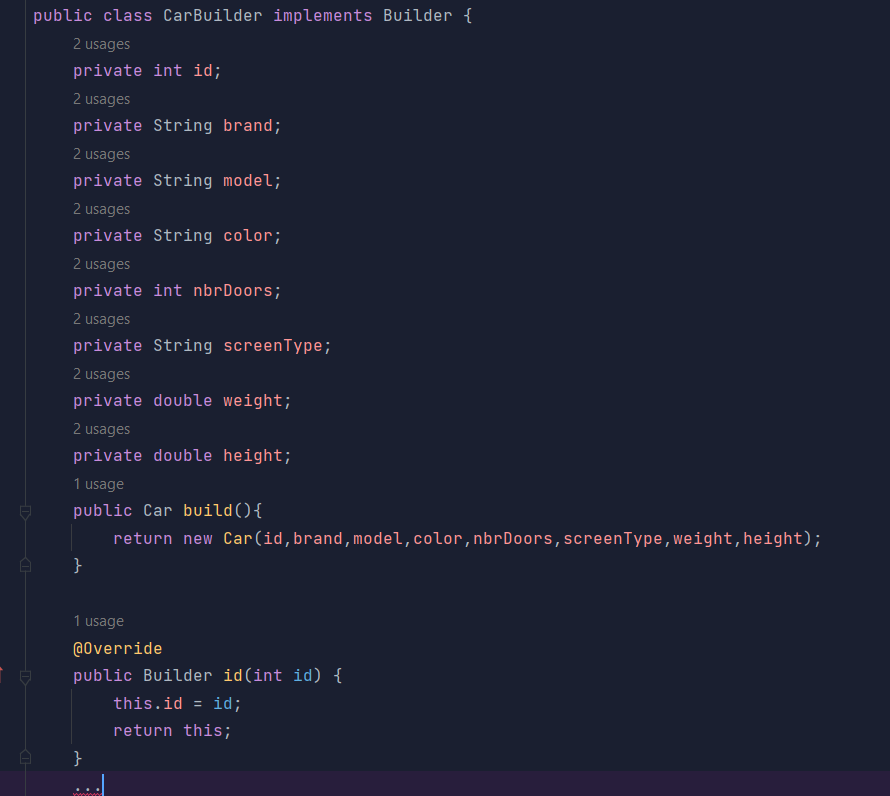 public class CarBuilder implements Builder {
2 usages
private int id;
2 usages
private String brand;
2 usages
private String model;
2 usages
private String color;
2 usages
private int nbrDoors;
2 usages
private String screenType;
2 usages
private double weight;
2 usages
private double height;
1 usage
public Car build(){
return new Car(id,brand,model,color,nbrDoors,screenType,weight,height);
}
1 usage
@Override
public Builder id(int id) {
this.id = id;
return this;
}
...